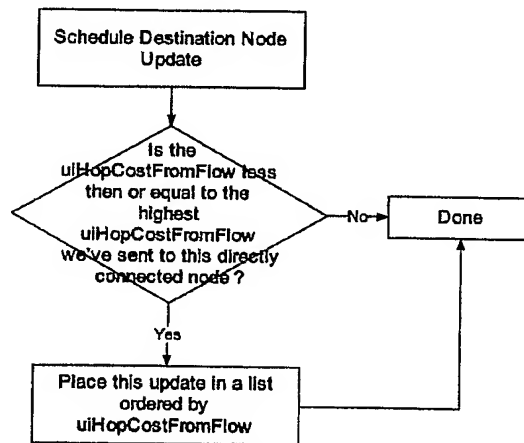 Schedule Destination Node
Update
Is the
uiHopCostFromFlow less
then or equal to the
highest
uiHopCostFromFlow
we've sent to this directly
connected node ?
No
Done
Yes
Place this update in a list
ordered by
uiHopCostFromFlow